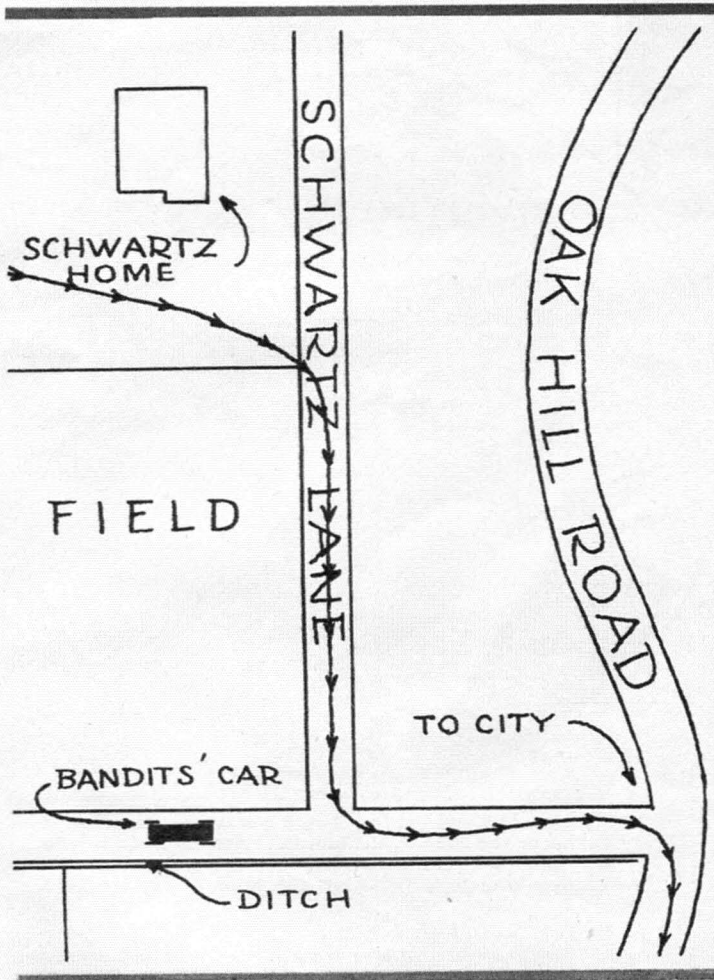 SCHWARTZ
HOME
SCHWARTZ LANE
OAK HILL ROAD
FIELD
TO CITY
BANDITS' CAR
DITCH